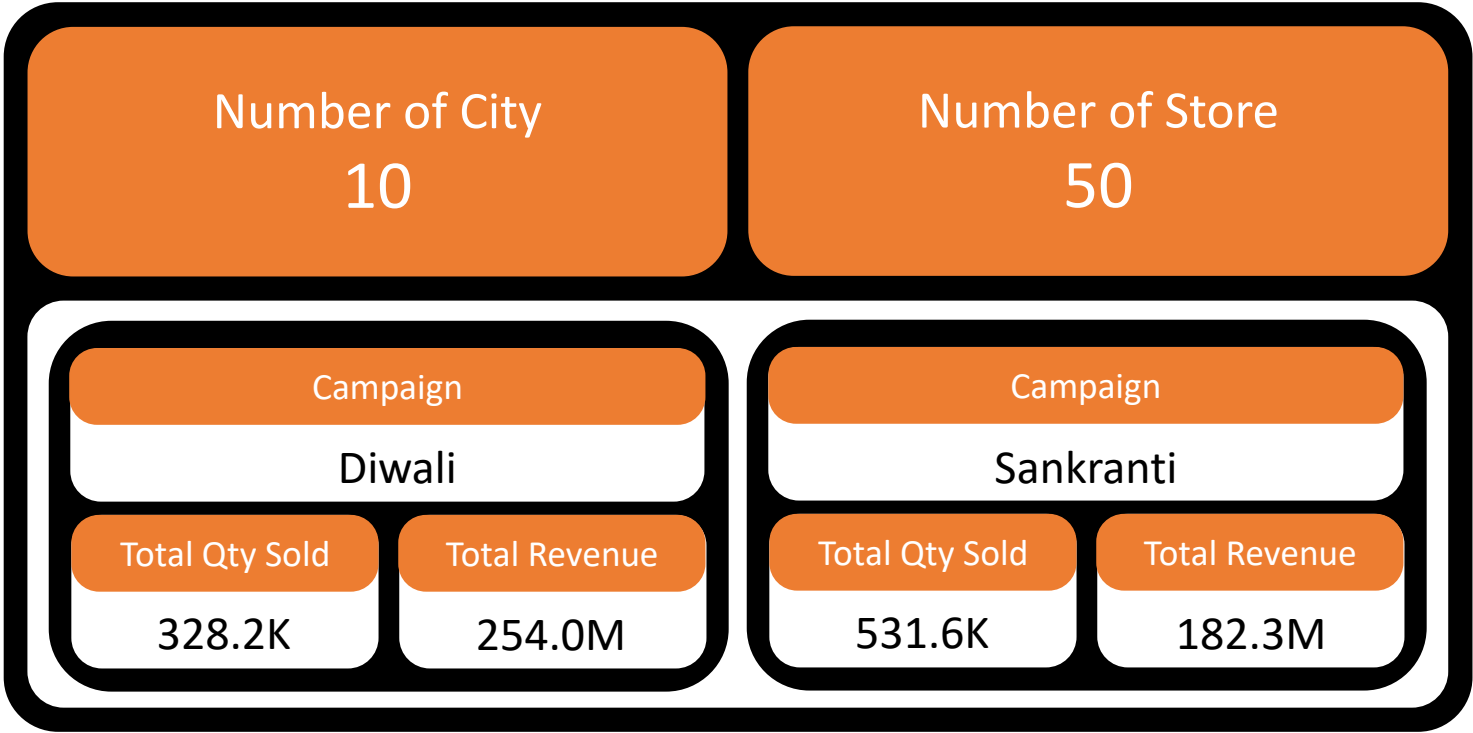 Number of City
10
Number of Store
50
Campaign
Diwali
Total Qty Sold
328.2K
Total Revenue
254.0M
Campaign
Sankranti
Total Qty Sold
531.6K
Total Revenue
182.3M